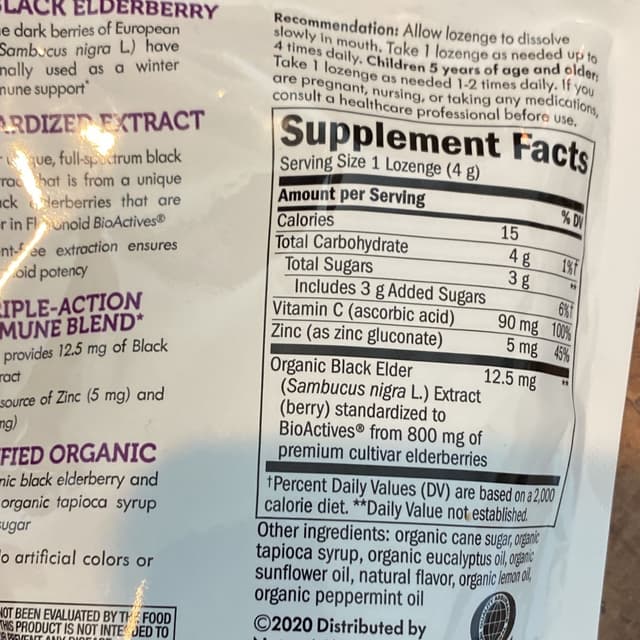 LACK ELDERBERRY
e dark berries of European
Sambucus nigra L.) have
nally used as a winter
nune support*
ARDIZED EXTRACT
ue, full-spectrum black
hat is from a unique
ck elderberries that are
r in Flavonoid BioActives®
nt-free extraction ensures
oid potency
RIPLE-ACTION
MUNE BLEND*
provides 12.5 mg of Black
ract
source of Zinc (5 mg) and
mg)
FIED ORGANIC
nic black elderberry and
organic tapioca syrup
sugar
lo artificial colors or
NOT BEEN EVALUATED BY THE FOOD
THIS PRODUCT IS NOT INTENDED TO
Recommendation: Allow lozenge to dissolve
slowly in mouth. Take 1 lozenge as needed up to
4 times daily. Children 5 years of age and older:
Take 1 lozenge as needed 1-2 times daily. If you
are pregnant, nursing, or taking any medications,
consult a healthcare professional before use.
Supplement Facts
Serving Size 1 Lozenge (4 g)
Amount per Serving % DV
Calories 15
Total Carbohydrate 4 g 1%†
Total Sugars 3 g **
Includes 3 g Added Sugars 6%†
Vitamin C (ascorbic acid) 90 mg 100%
Zinc (as zinc gluconate) 5 mg 45%
Organic Black Elder 12.5 mg **
(Sambucus nigra L.) Extract
(berry) standardized to
BioActives® from 800 mg of
premium cultivar elderberries
†Percent Daily Values (DV) are based on a 2,000
calorie diet. **Daily Value not established.
Other ingredients: organic cane sugar, organic
tapioca syrup, organic eucalyptus oil, organic
sunflower oil, natural flavor, organic lemon oil,
organic peppermint oil
©2020 Distributed by